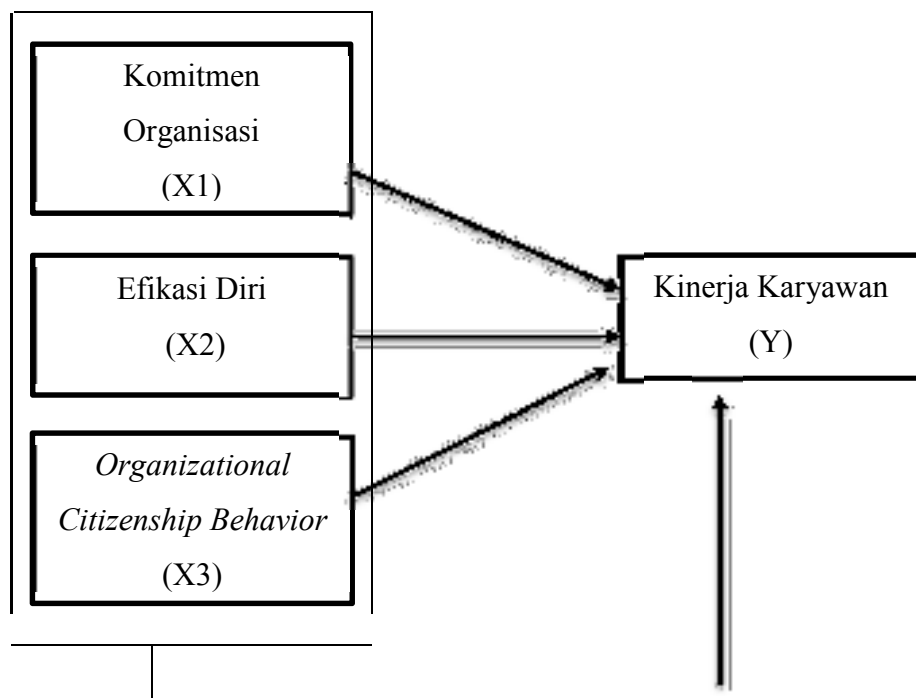 Komitmen
Organisasi
(X1)
Efikasi Diri
(X2)
Organizational
Citizenship Behavior
(X3)
Kinerja Karyawan
(Y)